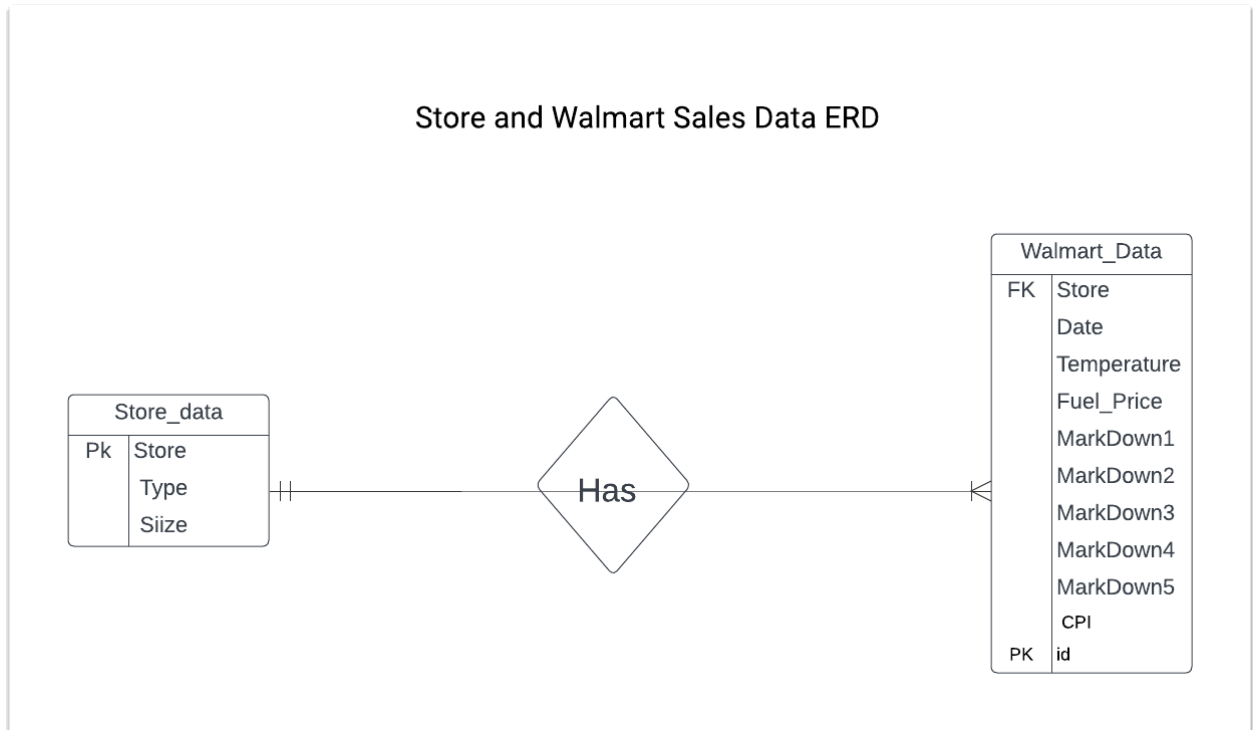 Store and Walmart Sales Data ERD
Store_data
Pk Store
Type
Siize
Has
Walmart_Data
FK Store
Date
Temperature
Fuel_Price
MarkDown1
MarkDown2
MarkDown3
MarkDown4
MarkDown5
CPI
PK id